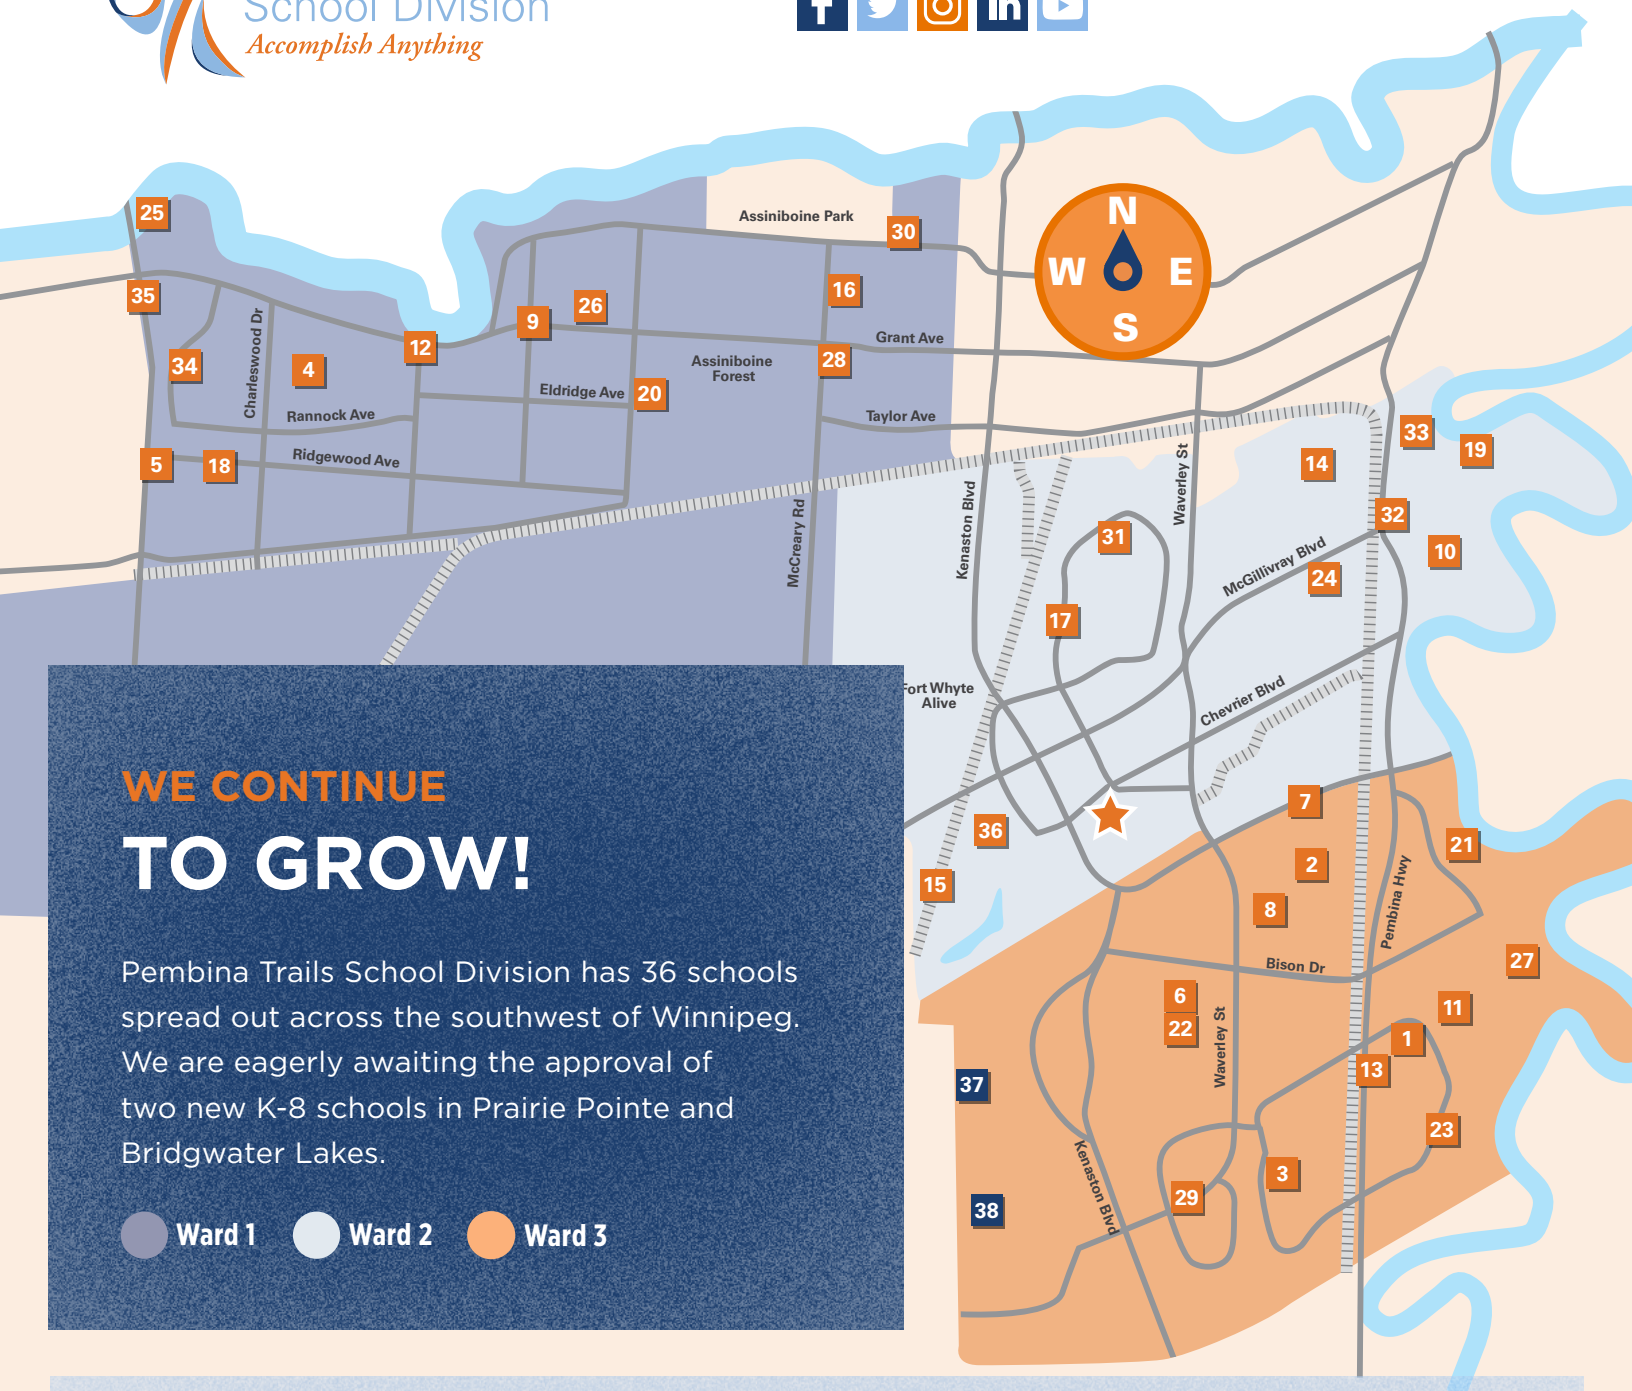 School Division
Accomplish Anything
N
W E
S
25
Assiniboine Park
30
35
16
26
9
12
Grant Ave
28
Assiniboine
Forest
34
4
Charleswood Dr
Eldridge Ave
20
Rannock Ave
Taylor Ave
5
18
Ridgewood Ave
McCreary Rd
Kenaston Blvd
Waverley St
33
19
14
32
31
10
McGillivray Blvd
24
17
Fort Whyte
Alive
Chevrier Blvd
WE CONTINUE
TO GROW!
Pembina Trails School Division has 36 schools
spread out across the southwest of Winnipeg.
We are eagerly awaiting the approval of
two new K-8 schools in Prairie Pointe and
Bridgwater Lakes.
Ward 1
Ward 2
Ward 3
7
36
21
2
15
8
Pembina Hwy
27
Bison Dr
6
22
11
1
Waverley St
13
37
23
Kenaston Blvd
3
29
38